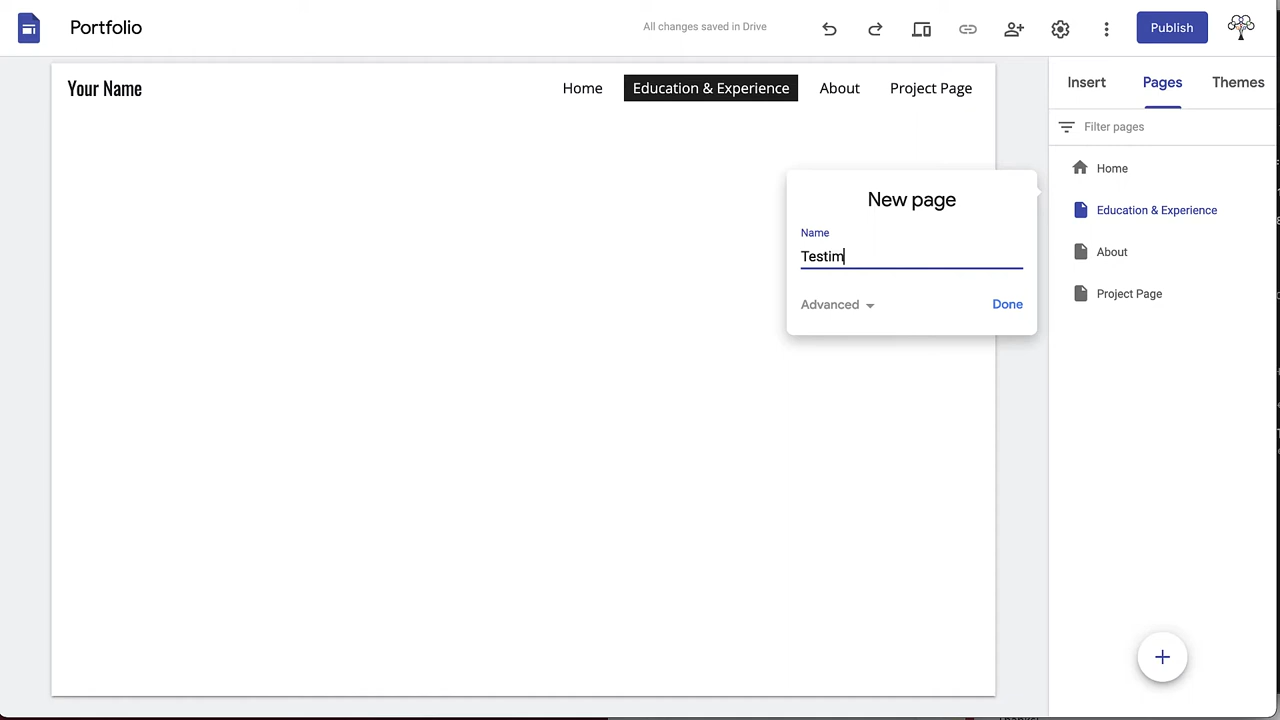 Portfolio
All changes saved in Drive
Publish
Your Name
Home
Education & Experience
About
Project Page
Insert
Pages
Themes
Filter pages
Home
Education & Experience
About
Project Page
New page
Name
Testim
Advanced
Done